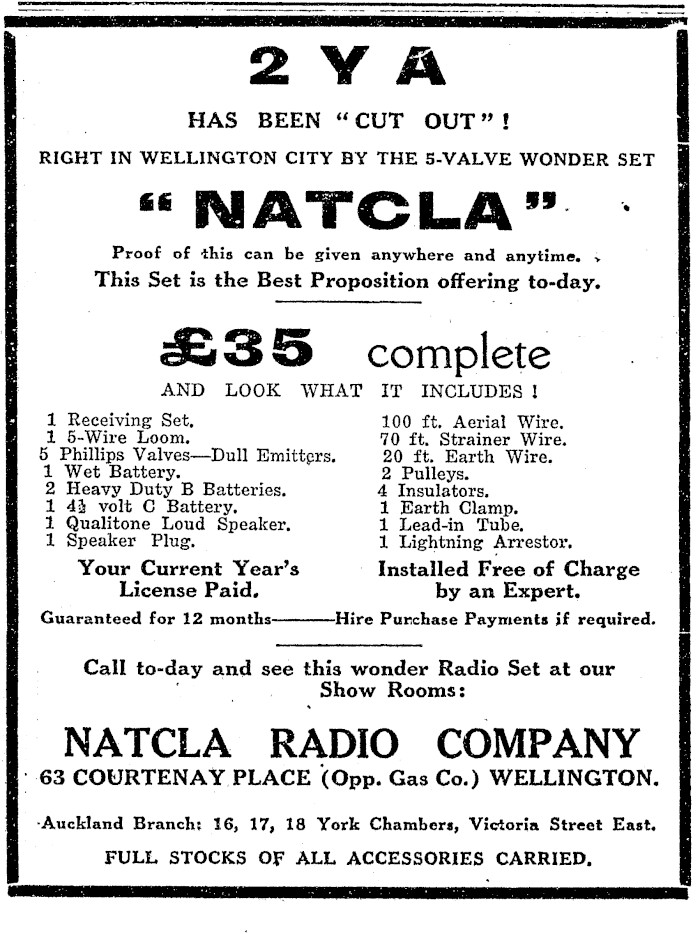 2 Y A
HAS BEEN "CUT OUT"!
RIGHT IN WELLINGTON CITY BY THE 5-VALVE WONDER SET
"NATCLA"
Proof of this can be given anywhere and anytime.
This Set is the Best Proposition offering to-day.
£35 complete
AND LOOK WHAT IT INCLUDES!
1 Receiving Set.
1 5-Wire Loom.
5 Phillips Valves—Dull Emitters.
1 Wet Battery.
2 Heavy Duty B Batteries.
1 4½ volt C Battery.
1 Qualitone Loud Speaker.
1 Speaker Plug.
100 ft. Aerial Wire.
70 ft. Strainer Wire.
20 ft. Earth Wire.
2 Pulleys.
4 Insulators.
1 Earth Clamp.
1 Lead-in Tube.
1 Lightning Arrestor.
Your Current Year's
License Paid.
Installed Free of Charge
by an Expert.
Guaranteed for 12 months———Hire Purchase Payments if required.
Call to-day and see this wonder Radio Set at our
Show Rooms:
NATCLA RADIO COMPANY
63 COURTENAY PLACE (Opp. Gas Co.) WELLINGTON.
Auckland Branch: 16, 17, 18 York Chambers, Victoria Street East.
FULL STOCKS OF ALL ACCESSORIES CARRIED.